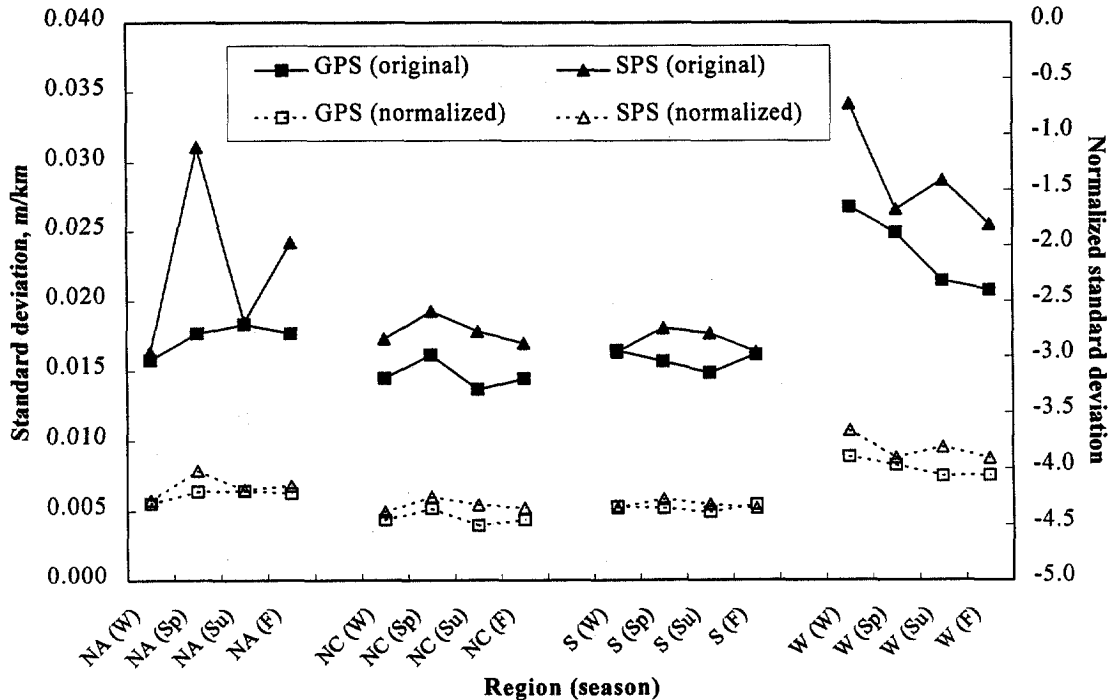 0.040
0.035
0.030
0.025
0.020
0.015
0.010
0.005
0.000
Standard deviation, m/km
GPS (original)
SPS (original)
GPS (normalized)
SPS (normalized)
0.0
-0.5
-1.0
-1.5
-2.0
-2.5
-3.0
-3.5
-4.0
-4.5
-5.0
Normalized standard deviation
NA (W)
NA (Sp)
NA (Su)
NA (F)
NC (W)
NC (Sp)
NC (Su)
NC (F)
S (W)
S (Sp)
S (Su)
S (F)
W (W)
W (Sp)
W (Su)
W (F)
Region (season)